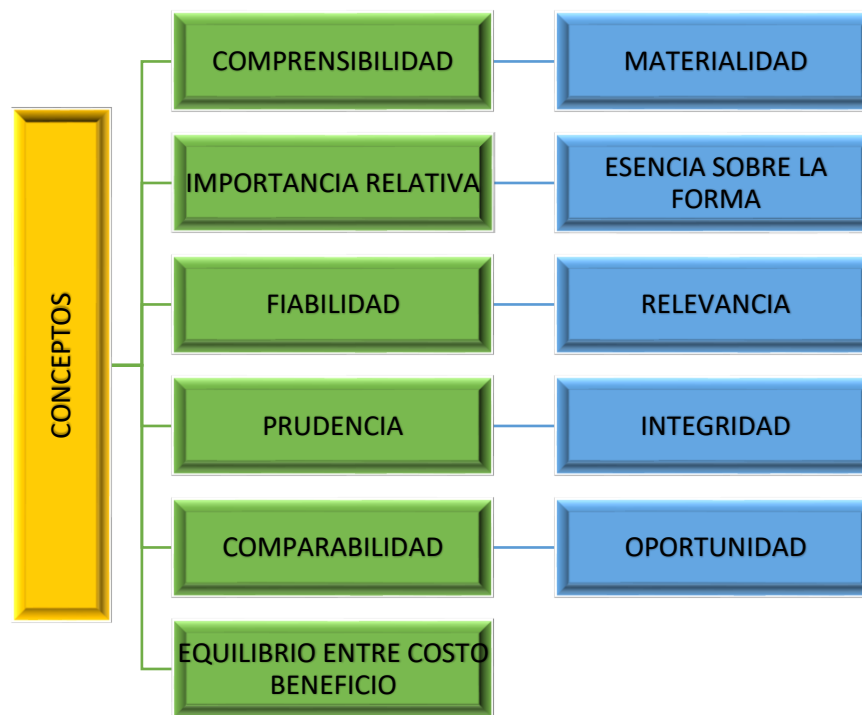 CONCEPTOS
COMPRENSIBILIDAD
MATERIALIDAD
IMPORTANCIA RELATIVA
ESENCIA SOBRE LA
FORMA
FIABILIDAD
RELEVANCIA
PRUDENCIA
INTEGRIDAD
COMPARABILIDAD
OPORTUNIDAD
EQUILIBRIO ENTRE COSTO
BENEFICIO